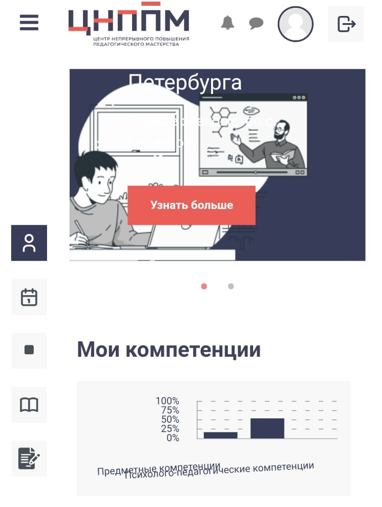 ЦНППМ
ЦЕНТР НЕПРЕРЫВНОГО ПОВЫШЕНИЯ
ПЕДАГОГИЧЕСКОГО МАСТЕРСТВА
Петербурга
Узнать больше
Мои компетенции
100%
75%
50%
25%
0%
Предметные компетенции
Психолого-педагогические компетенции